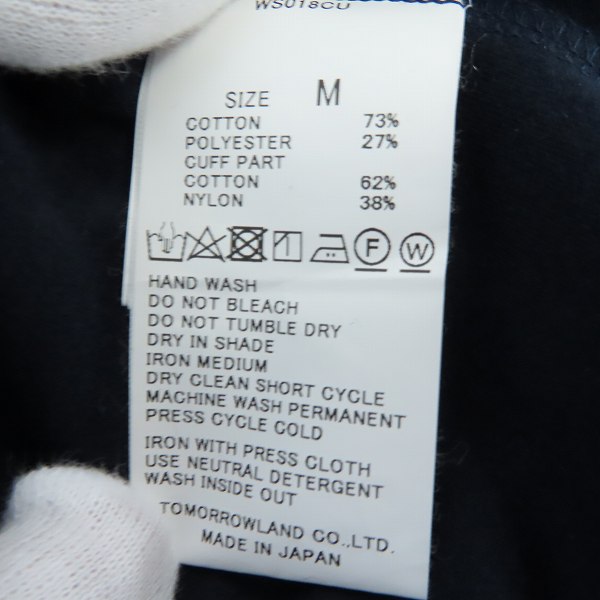 WS018CU
SIZE M
COTTON 73%
POLYESTER 27%
CUFF PART
COTTON 62%
NYLON 38%
F W
HAND WASH
DO NOT BLEACH
DO NOT TUMBLE DRY
DRY IN SHADE
IRON MEDIUM
DRY CLEAN SHORT CYCLE
MACHINE WASH PERMANENT
PRESS CYCLE COLD
IRON WITH PRESS CLOTH
USE NEUTRAL DETERGENT
WASH INSIDE OUT
TOMORROWLAND CO.,LTD.
MADE IN JAPAN